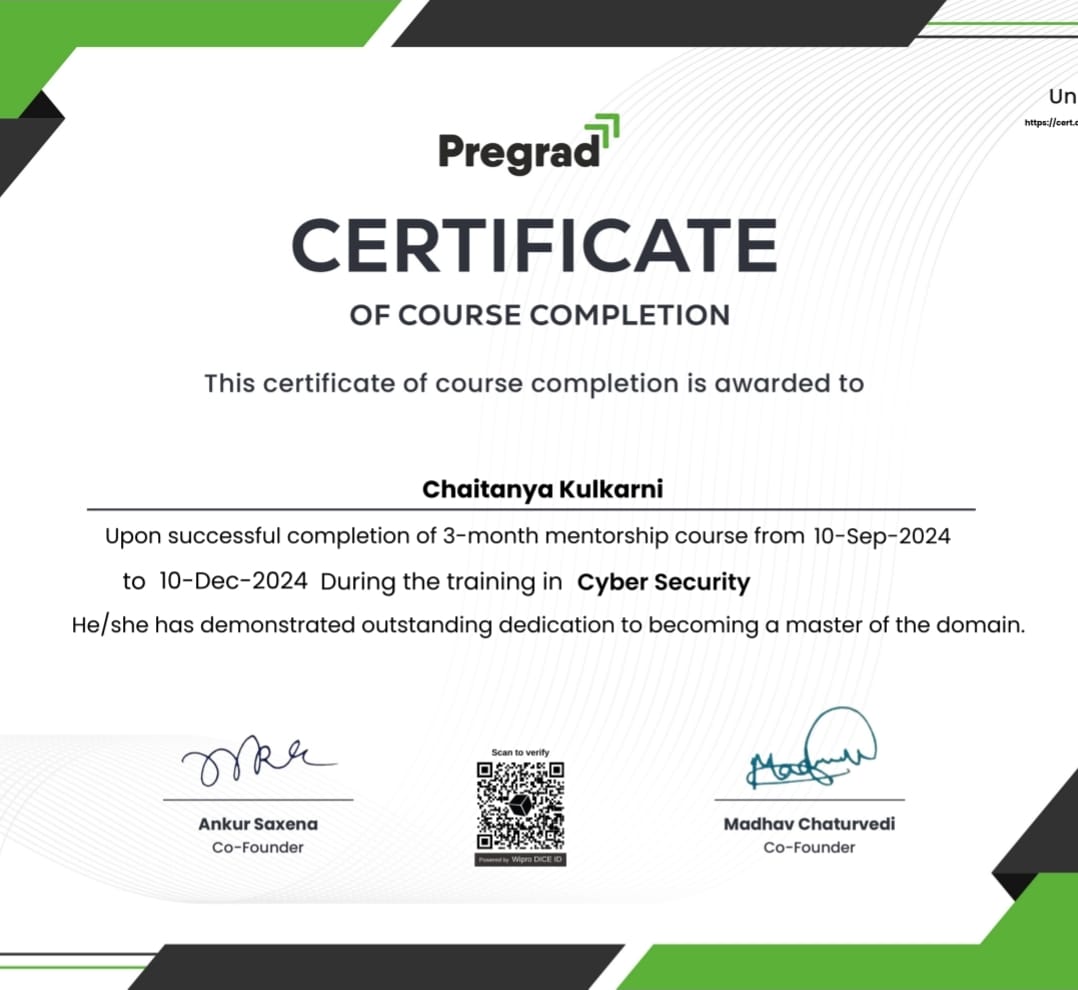 Un
https://cert.
Pregrad
CERTIFICATE
OF COURSE COMPLETION
This certificate of course completion is awarded to
Chaitanya Kulkarni
Upon successful completion of 3-month mentorship course from 10-Sep-2024
to 10-Dec-2024 During the training in Cyber Security
He/she has demonstrated outstanding dedication to becoming a master of the domain.
Scan to verify
Powered by Wipro DICE ID
Ankur Saxena
Co-Founder
Madhav Chaturvedi
Co-Founder